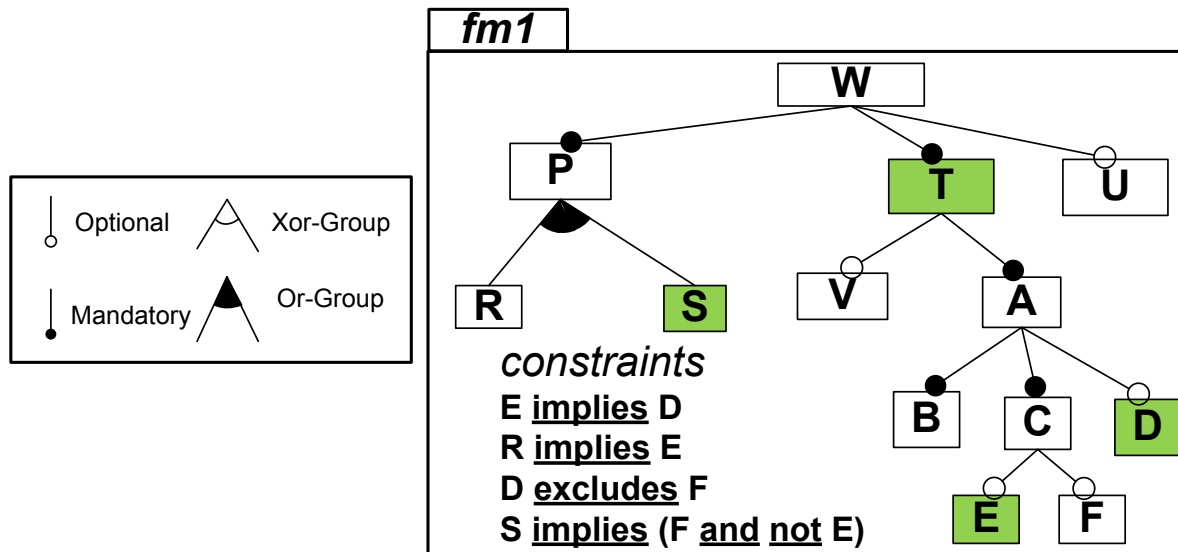 fm1
W
P
T
U
Optional
Xor-Group
Mandatory
Or-Group
R
S
V
A
constraints
E implies D
R implies E
D excludes F
S implies (F and not E)
B
C
D
E
F